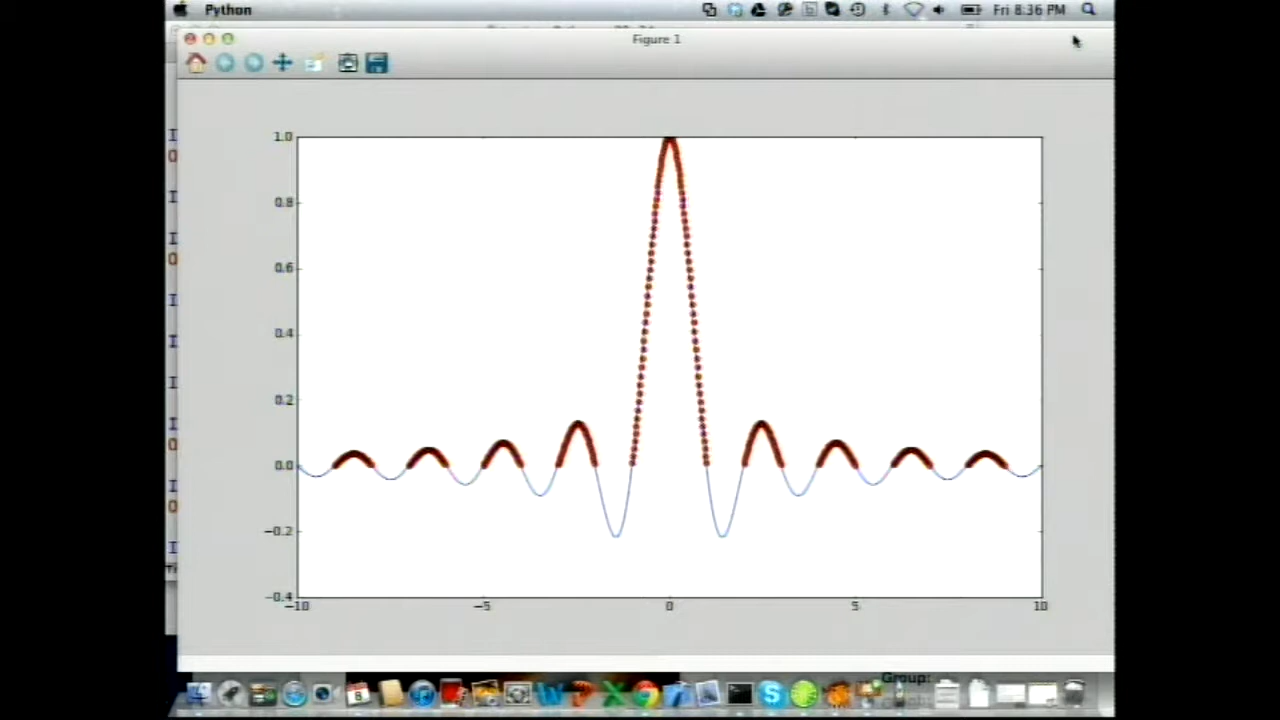 Python
Fri 8:36 PM
Figure 1
I
O
I
I
O
I
I
I
I
O
I
O
I
1.0
0.8
0.6
0.4
0.2
0.0
−0.2
−0.4
−10
−5
0
5
10
Group: